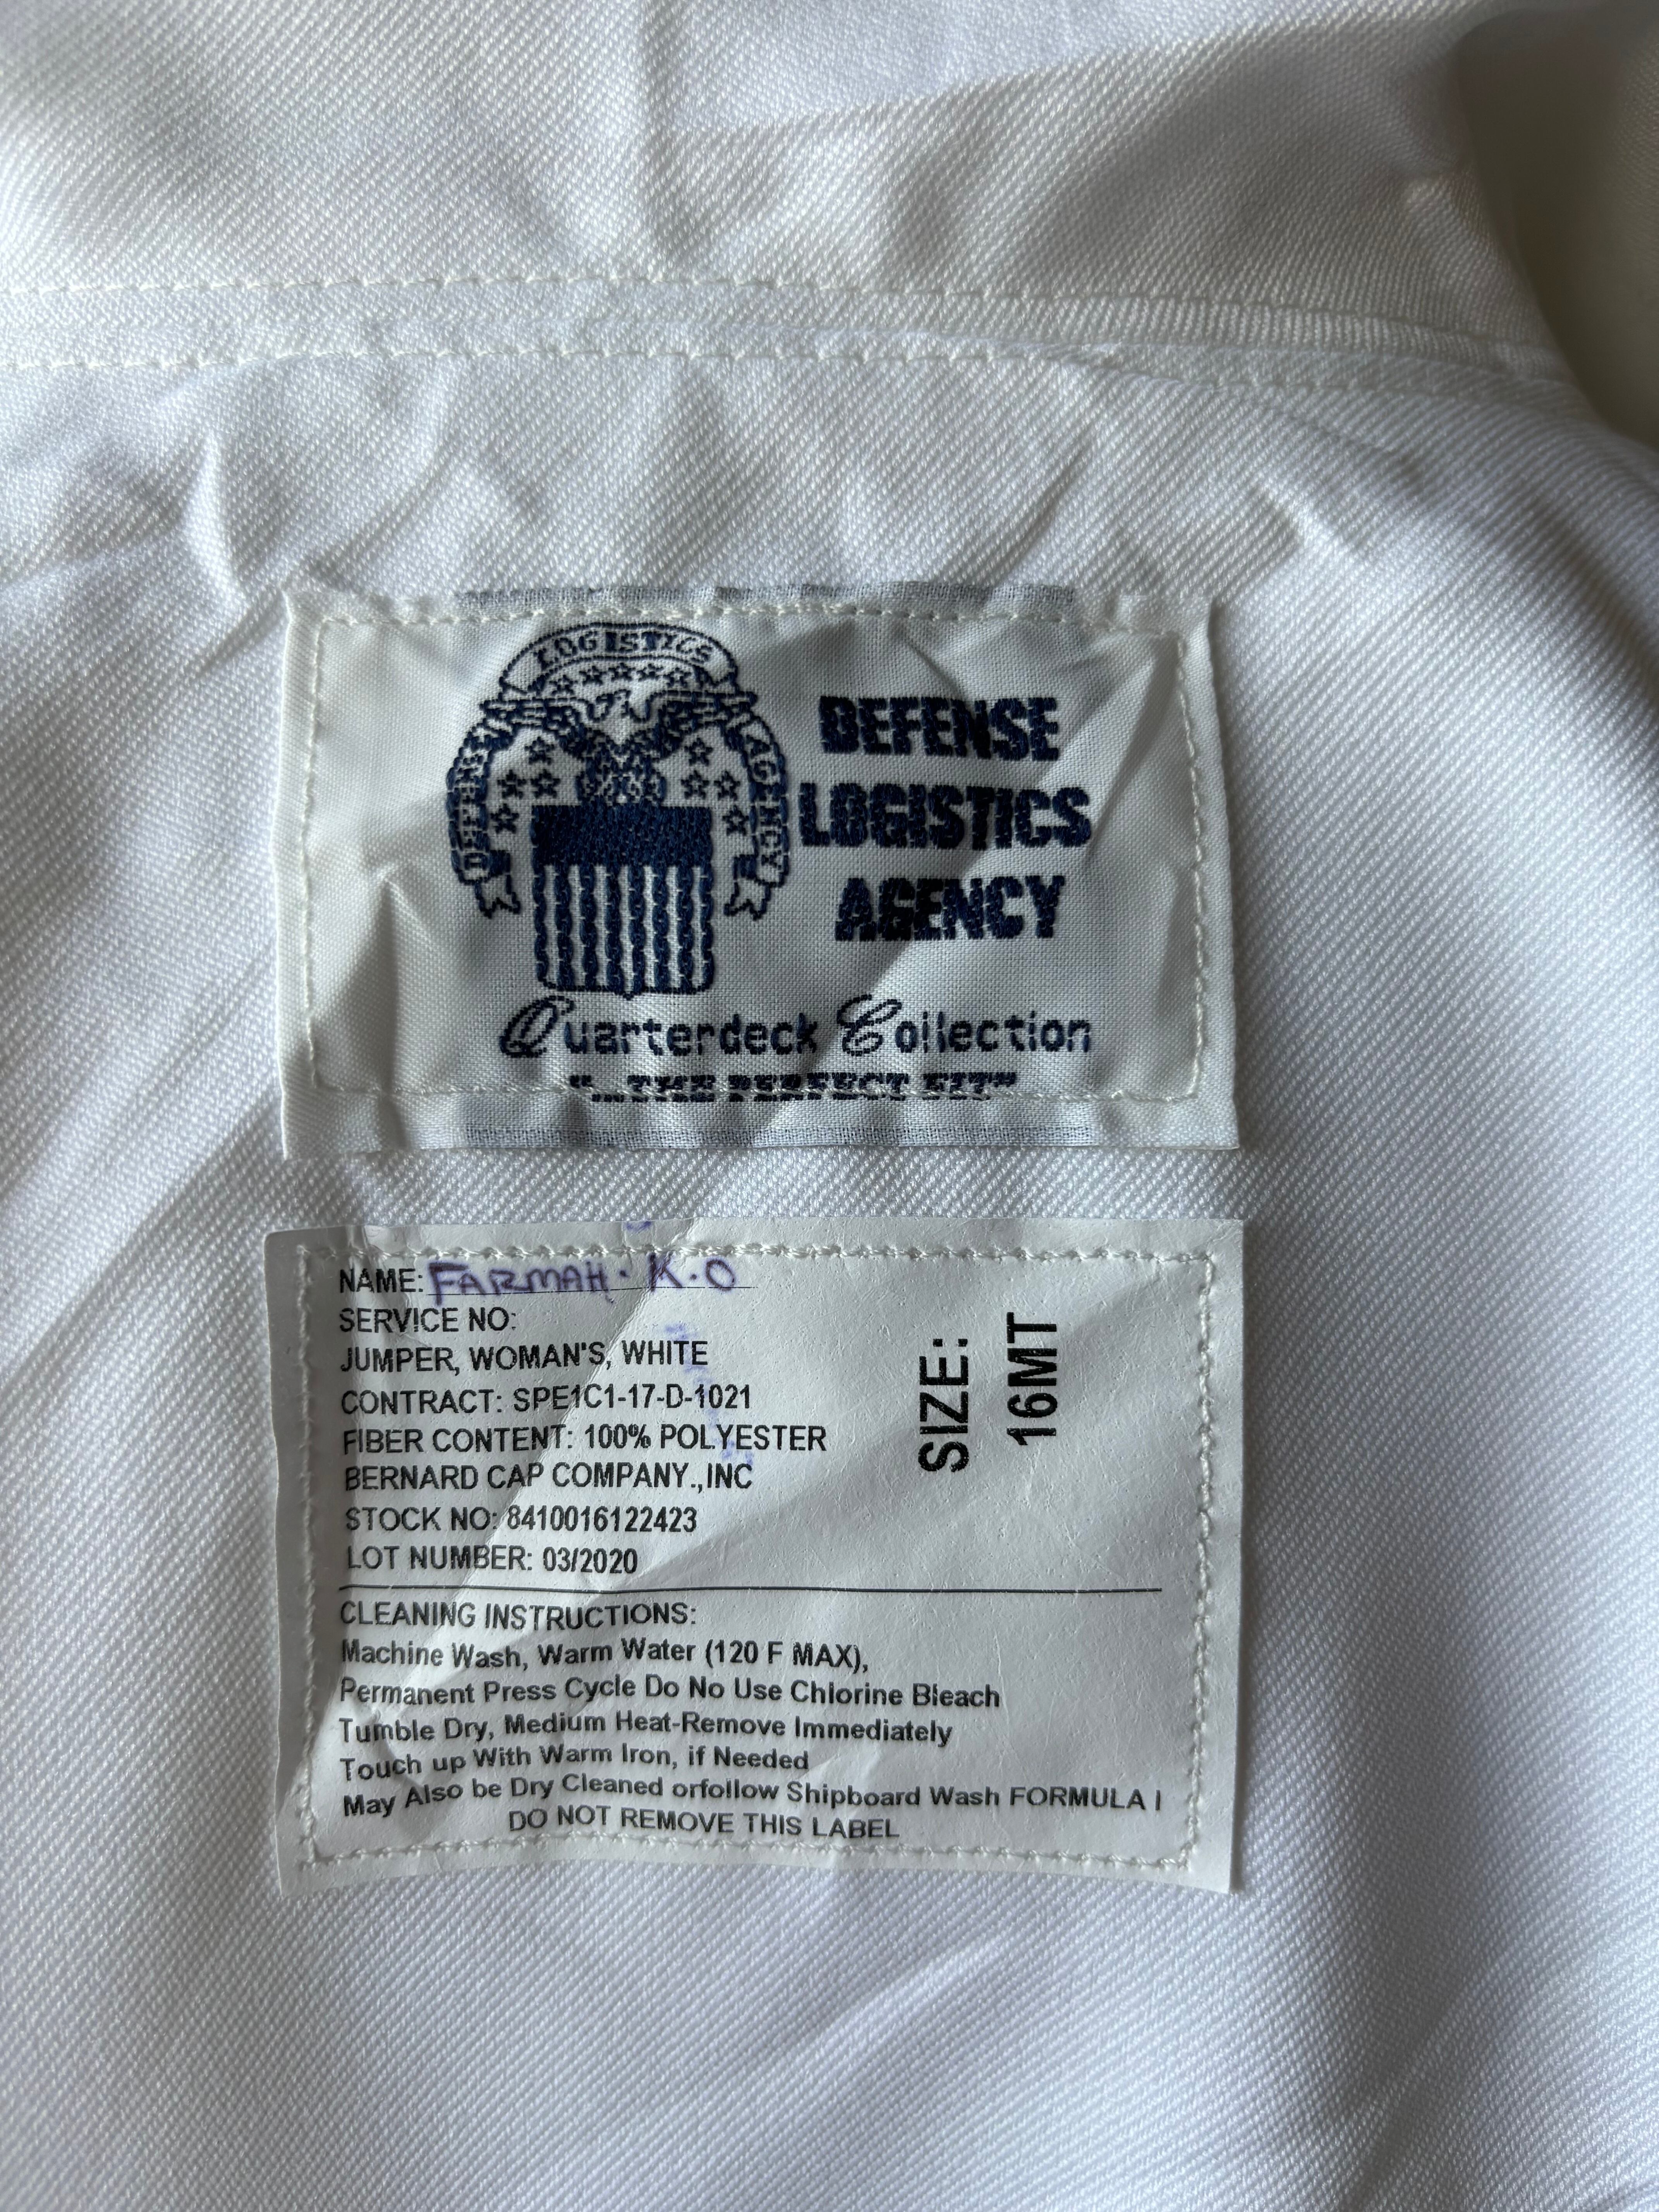 LOGISTICS
DEFENSE
AGENCY
DEFENSE
LOGISTICS
AGENCY
Quarterdeck Collection
"...THE PERFECT FIT"
NAME: FARMAH. K.O
SERVICE NO:
JUMPER, WOMAN'S, WHITE
CONTRACT: SPE1C1-17-D-1021
FIBER CONTENT: 100% POLYESTER
BERNARD CAP COMPANY.,INC
STOCK NO: 8410016122423
LOT NUMBER: 03/2020
SIZE:
16MT
CLEANING INSTRUCTIONS:
Machine Wash, Warm Water (120 F MAX),
Permanent Press Cycle Do No Use Chlorine Bleach
Tumble Dry, Medium Heat-Remove Immediately
Touch up With Warm Iron, if Needed
May Also be Dry Cleaned orfollow Shipboard Wash FORMULA I
DO NOT REMOVE THIS LABEL